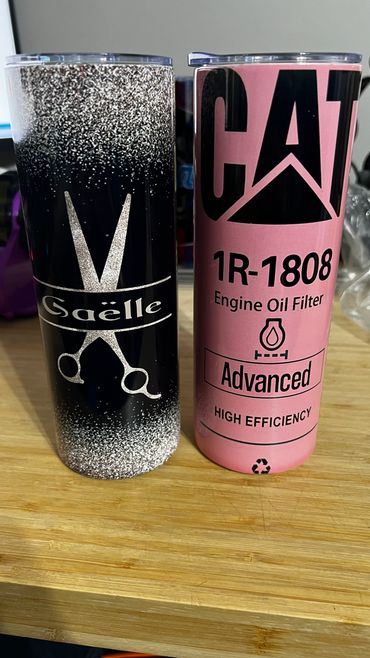 Gaëlle
CAT
1R-1808
Engine Oil Filter
Advanced
HIGH EFFICIENCY